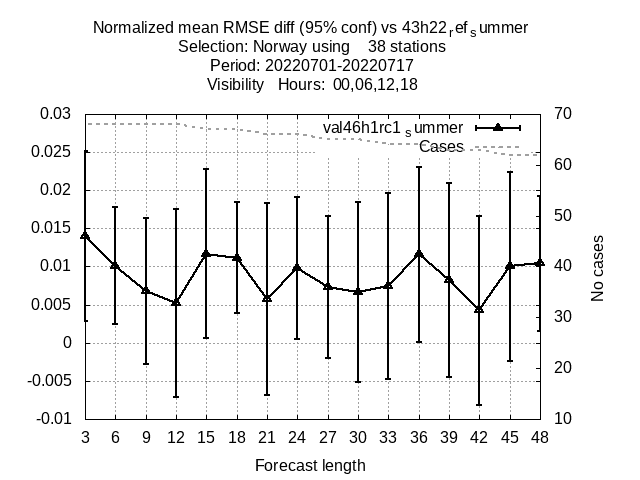 Normalized mean RMSE diff (95% conf) vs 43h22refsummer
Selection: Norway using 38 stations
Period: 20220701-20220717
Visibility Hours: 00,06,12,18
val46h1rc1summer
Cases
0.03
0.025
0.02
0.015
0.01
0.005
0
-0.005
-0.01
70
60
50
40
30
20
10
No cases
3 6 9 12 15 18 21 24 27 30 33 36 39 42 45 48
Forecast length